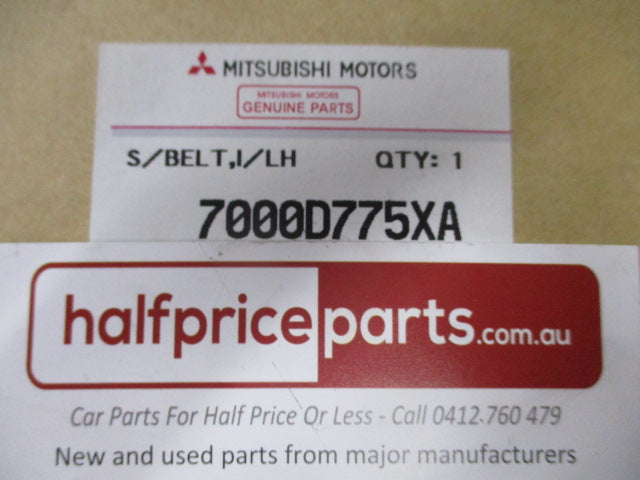 MITSUBISHI MOTORS
MITSUBISHI MOTORS
GENUINE PARTS
S/BELT,I/LH QTY: 1
7000D775XA
halfpriceparts.com.au
Car Parts For Half Price Or Less - Call 0412.760 479
New and used parts from major manufacturers